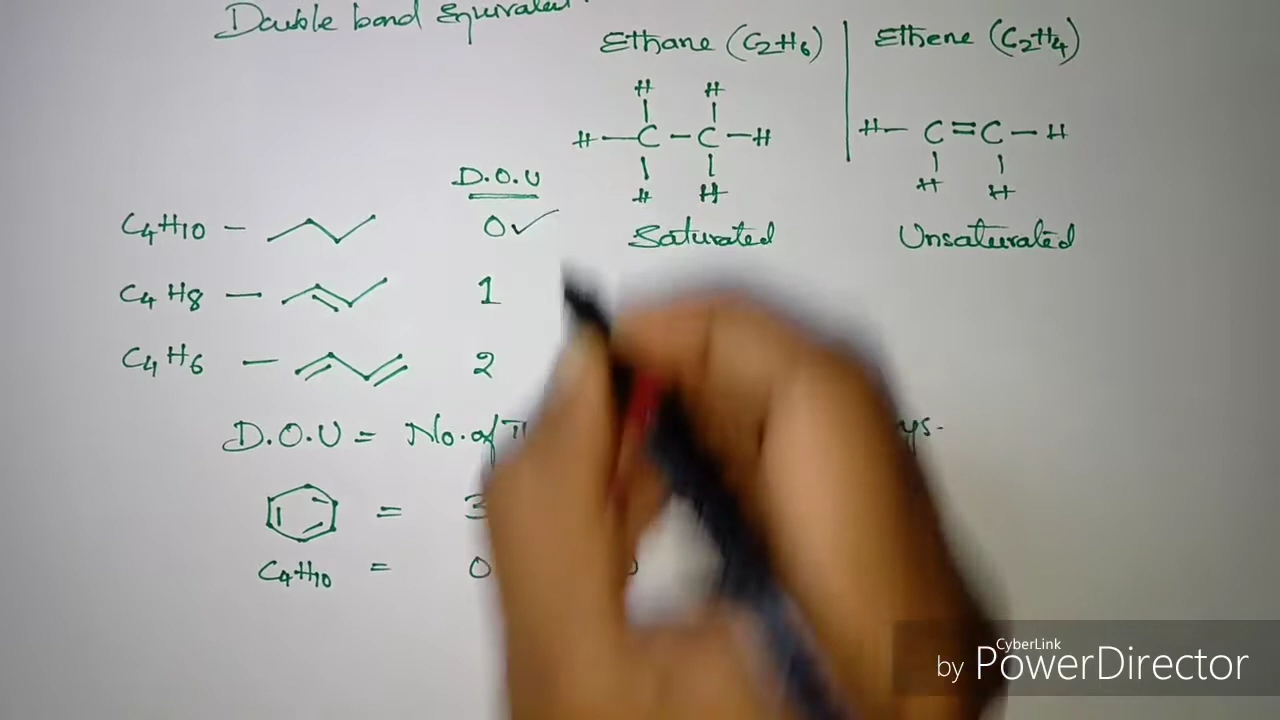 Double bond equivalent
Ethane (C2H6)
Ethene (C2H4)
H H
H—C—C—H
H H
Saturated
H—C=C—H
H H
Unsaturated
D.O.U
C4H10 — 0✓
C4H8 — 1
C4H6 — 2
D.O.U = No. of π
= 3
C4H10 = 0
CyberLink
by PowerDirector